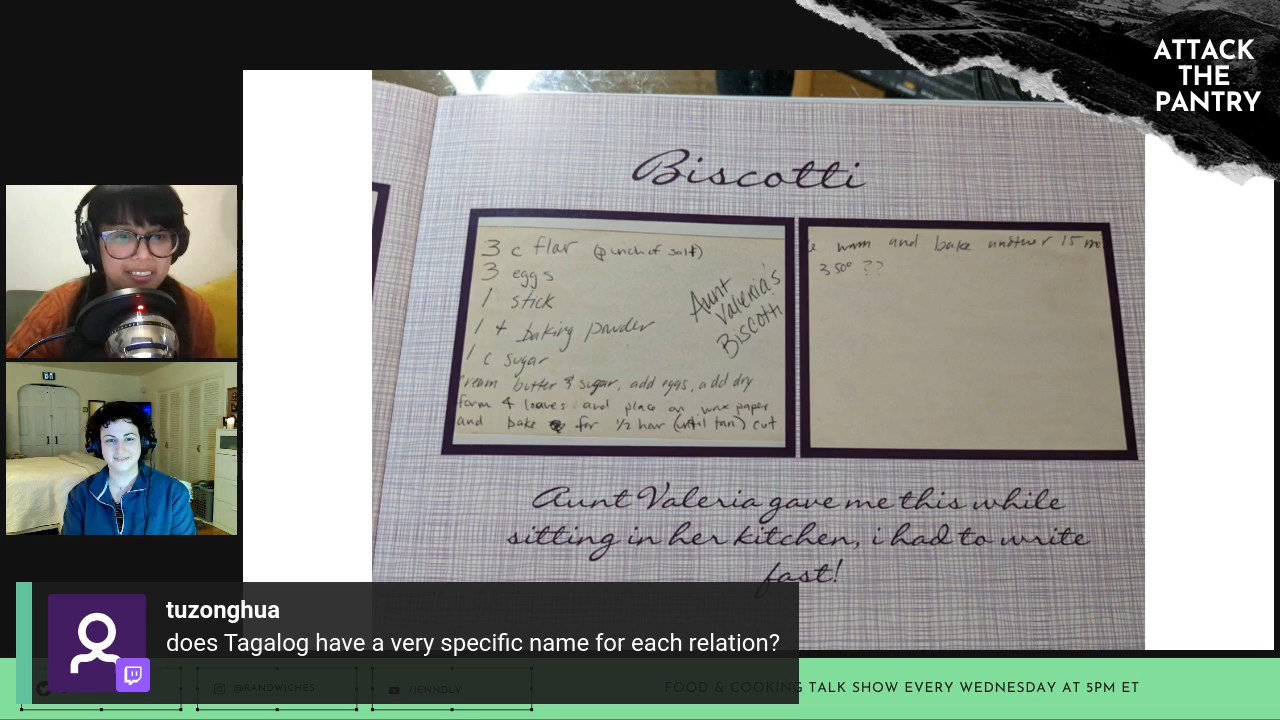 ATTACK
THE
PANTRY
Biscotti
3 c flar (pinch of salt)
3 eggs
1 stick
1 t baking powder
1 c sugar
Aunt
Valeria's
Biscotti
cream butter & sugar, add eggs, add dry
form 4 loaves and place on wax paper
and bake for 1/2 hour (until tan) cut
warm and bake another 15
350° ??
Aunt Valeria gave me this while
sitting in her kitchen, i had to write
fast!
tuzonghua
does Tagalog have a very specific name for each relation?
@RANDWICHES
/JENNDLV
FOOD & COOKING TALK SHOW EVERY WEDNESDAY AT 5PM ET